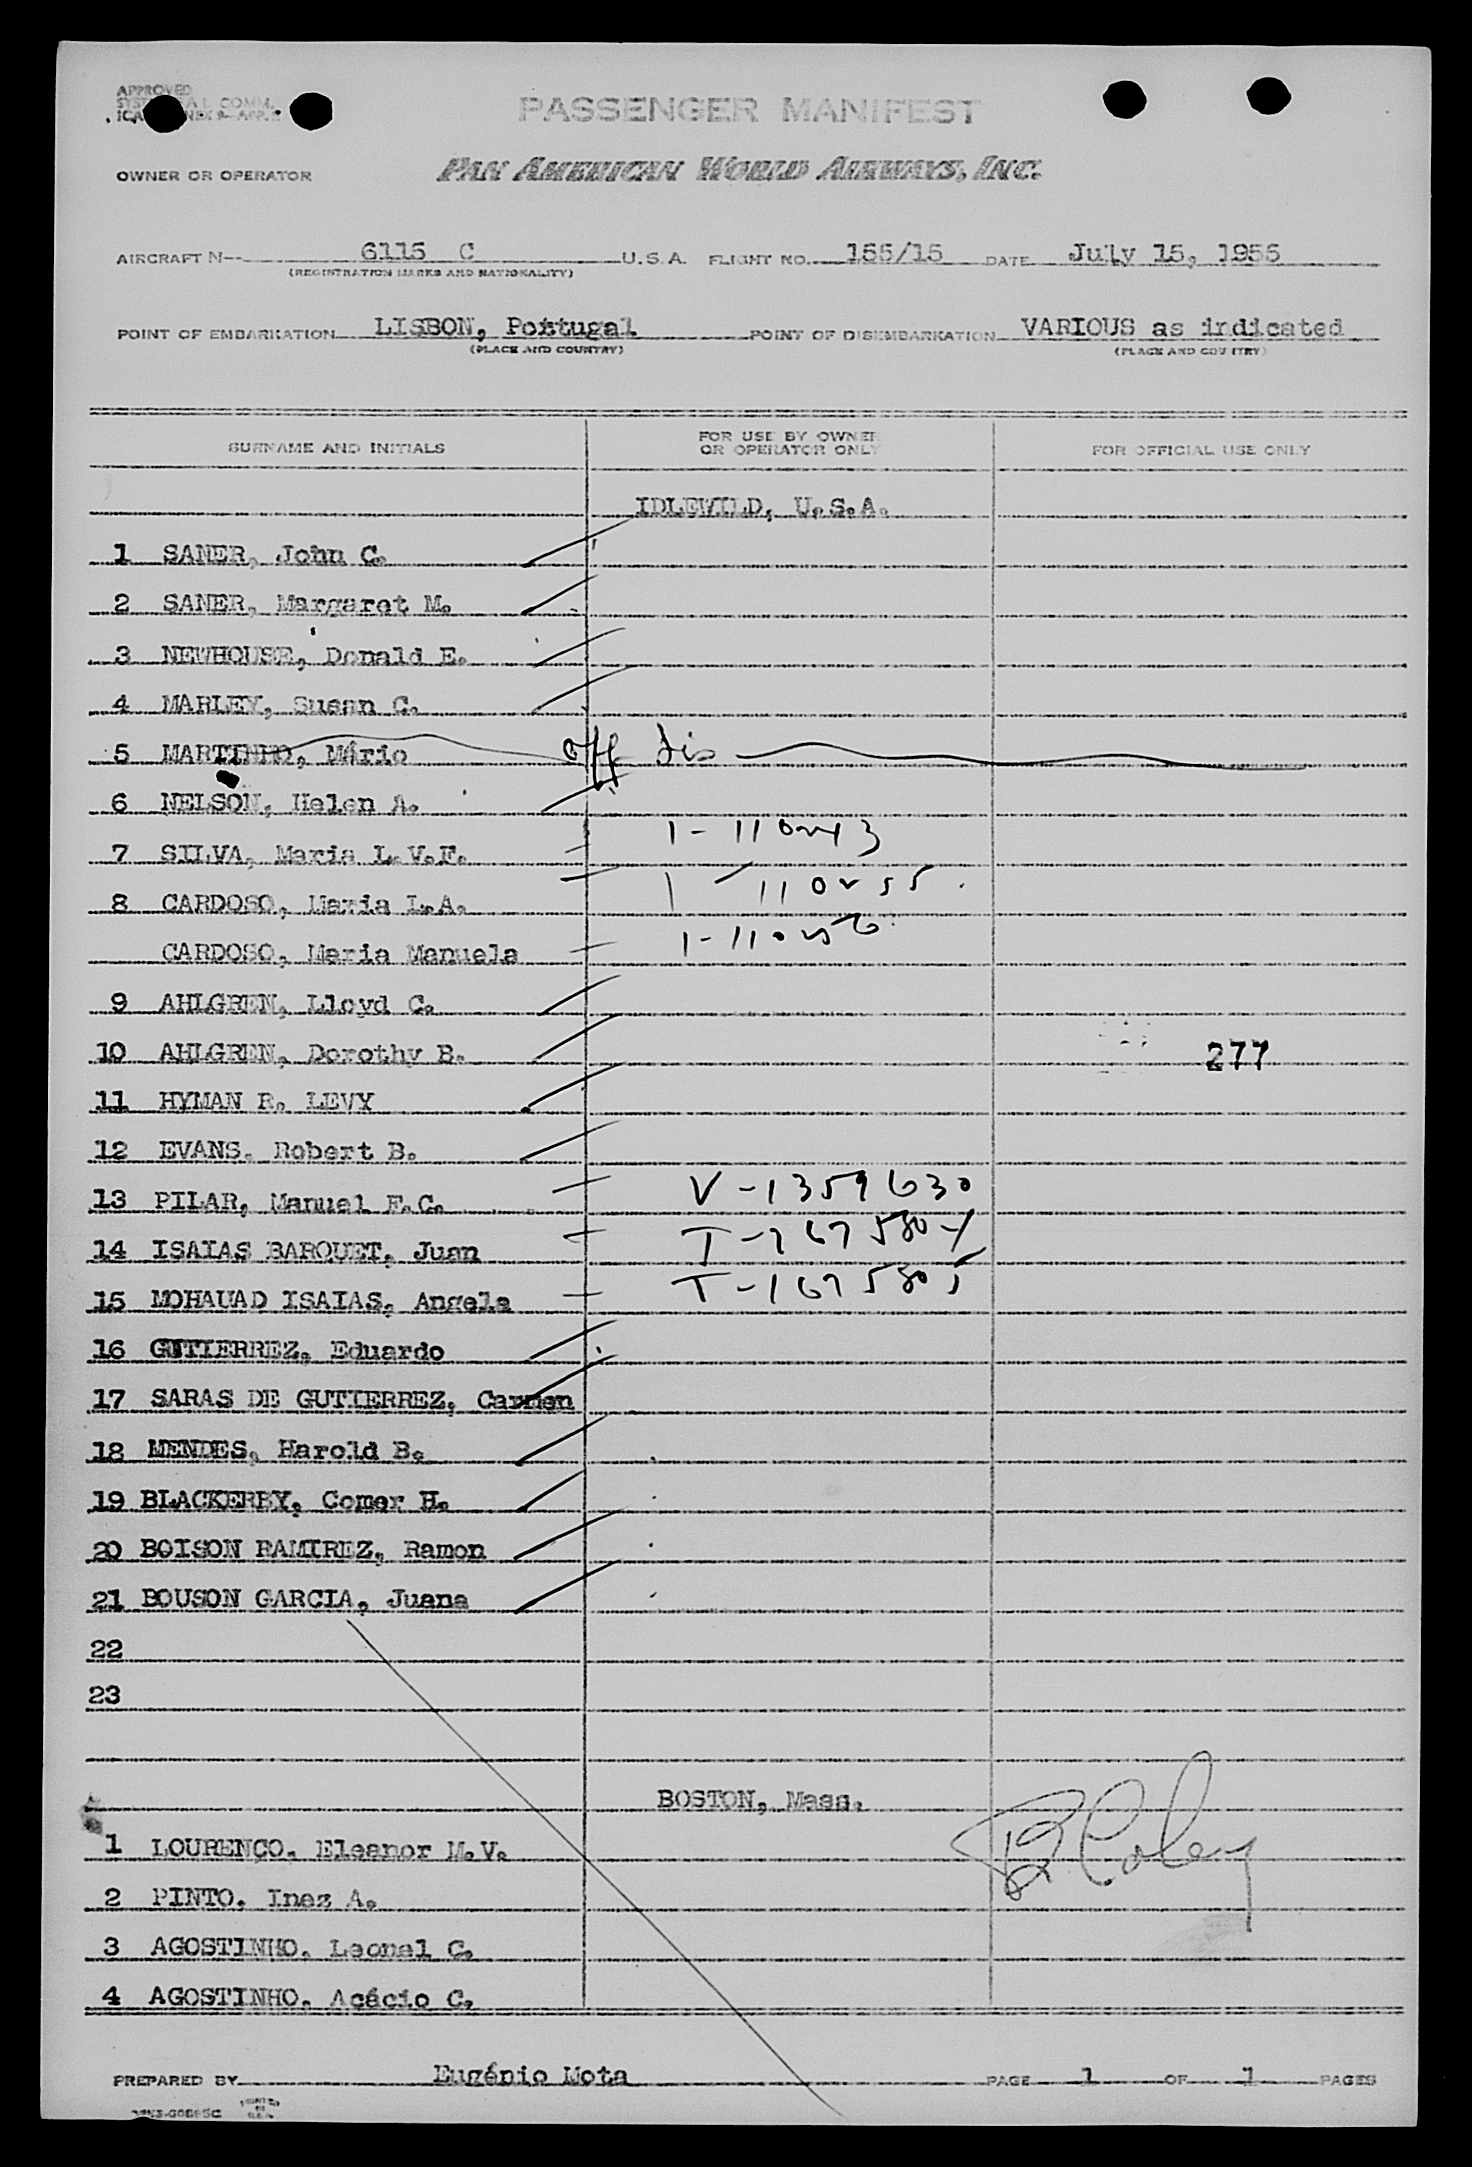 APPROVED
PASSENGER MANIFEST
OWNER OR OPERATOR PAN AMERICAN WORLD AIRWAYS, INC.
AIRCRAFT N-- 6115 C U.S.A. FLIGHT NO. 155/15 DATE July 15, 1956
(REGISTRATION MARKS AND NATIONALITY)
POINT OF EMBARKATION LISBON, Portugal POINT OF DISEMBARKATION VARIOUS as indicated
(PLACE AND COUNTRY) (PLACE AND COUNTRY)
SURNAME AND INITIALS FOR USE BY OWNER OR OPERATOR ONLY FOR OFFICIAL USE ONLY
IDLEWILD, U.S.A.
1 SANER, John C.
2 SANER, Margaret M.
3 NEWHOUSE, Donald E.
4 MARLEY, Susan C.
5 MARTINHO, Mário off
6 NELSON, Helen A.
7 SILVA, Maria L.V.F.
8 CARDOSO, Maria L.A.
CARDOSO, Maria Manuela
9 AHLGREN, Lloyd C.
10 AHLGREN, Dorothy B. 277
11 HYMAN R. LEVY
12 EVANS. Robert B.
13 PILAR, Manuel F.C. V-1359630
14 ISAIAS BARQUET, Juan
15 MOHAUAD ISAIAS, Angela T-1675805
16 GUTIERREZ, Eduardo
17 SARAS DE GUTIERREZ, Carmen
18 MENDES, Harold B.
19 BLACKERBY, Comer H.
20 BOISON RAMIREZ, Ramon
21 BOUSON GARCIA, Juana
22
23
BOSTON, Mass.
1 LOURENCO. Eleanor M.V.
2 PINTO. Inez A.
3 AGOSTINHO. Leonel C.
4 AGOSTINHO. Acácio C.
PREPARED BY Eugénio Mota PAGE 1 OF 1 PAGES